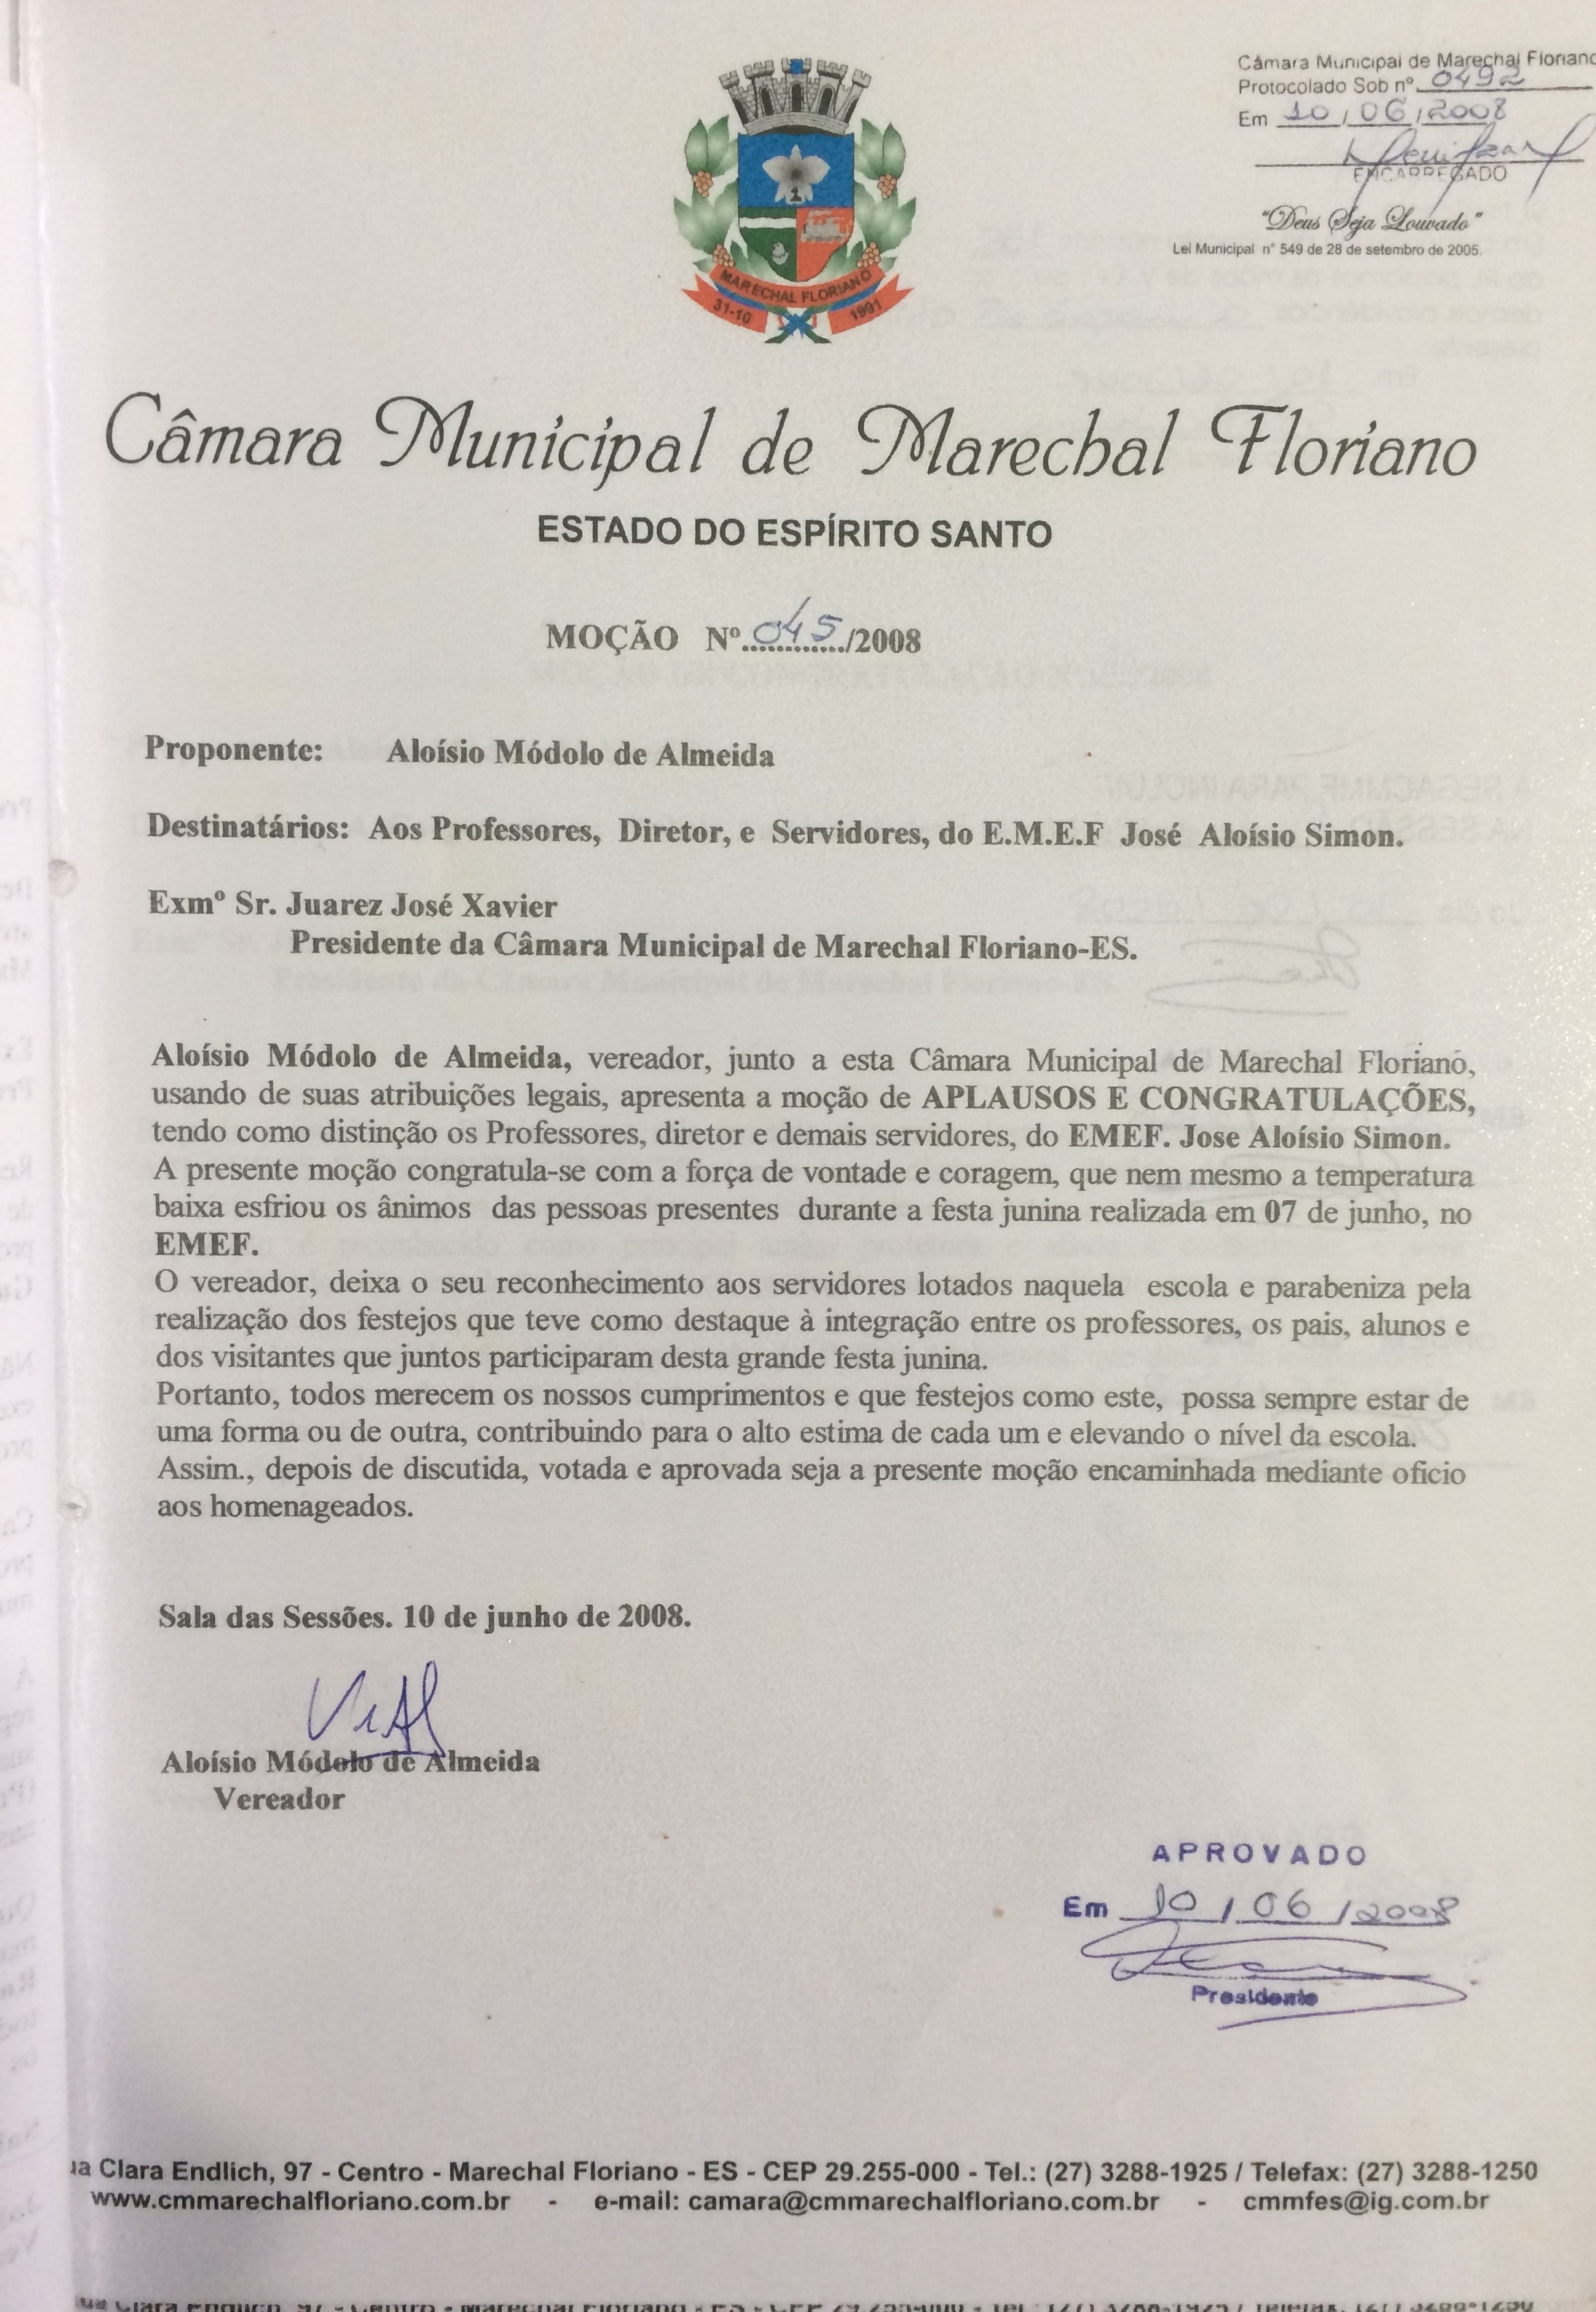 Câmara Municipal de Marechal Floriano
Protocolado Sob nº 0492
Em 10/06/2008
ENCARREGADO
"Deus Seja Louvado"
Lei Municipal nº 549 de 28 de setembro de 2005.
MARECHAL FLORIANO
31-10 1991
Câmara Municipal de Marechal Floriano
ESTADO DO ESPÍRITO SANTO
MOÇÃO Nº 045/2008
Proponente: Aloísio Módolo de Almeida
Destinatários: Aos Professores, Diretor, e Servidores, do E.M.E.F José Aloísio Simon.
Exmº Sr. Juarez José Xavier
Presidente da Câmara Municipal de Marechal Floriano-ES.
Aloísio Módolo de Almeida, vereador, junto a esta Câmara Municipal de Marechal Floriano,
usando de suas atribuições legais, apresenta a moção de APLAUSOS E CONGRATULAÇÕES,
tendo como distinção os Professores, diretor e demais servidores, do EMEF. Jose Aloísio Simon.
A presente moção congratula-se com a força de vontade e coragem, que nem mesmo a temperatura
baixa esfriou os ânimos das pessoas presentes durante a festa junina realizada em 07 de junho, no
EMEF.
O vereador, deixa o seu reconhecimento aos servidores lotados naquela escola e parabeniza pela
realização dos festejos que teve como destaque à integração entre os professores, os pais, alunos e
dos visitantes que juntos participaram desta grande festa junina.
Portanto, todos merecem os nossos cumprimentos e que festejos como este, possa sempre estar de
uma forma ou de outra, contribuindo para o alto estima de cada um e elevando o nível da escola.
Assim., depois de discutida, votada e aprovada seja a presente moção encaminhada mediante oficio
aos homenageados.
Sala das Sessões. 10 de junho de 2008.
Aloísio Módolo de Almeida
Vereador
APROVADO
Em 10/06/2008
Presidente
ua Clara Endlich, 97 - Centro - Marechal Floriano - ES - CEP 29.255-000 - Tel.: (27) 3288-1925 / Telefax: (27) 3288-1250
www.cmmarechalfloriano.com.br - e-mail: camara@cmmarechalfloriano.com.br - cmmfes@ig.com.br